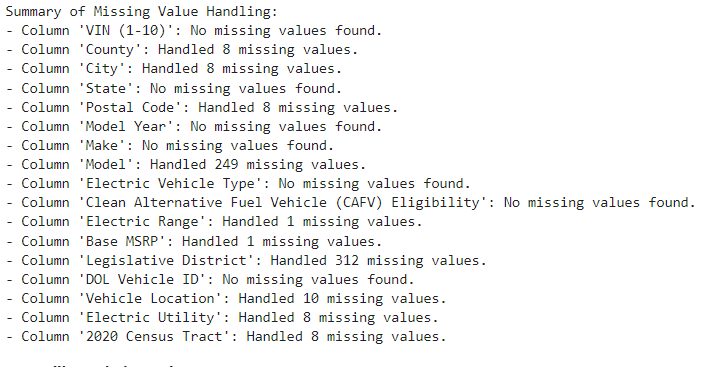 Summary of Missing Value Handling:
- Column 'VIN (1-10)': No missing values found.
- Column 'County': Handled 8 missing values.
- Column 'City': Handled 8 missing values.
- Column 'State': No missing values found.
- Column 'Postal Code': Handled 8 missing values.
- Column 'Model Year': No missing values found.
- Column 'Make': No missing values found.
- Column 'Model': Handled 249 missing values.
- Column 'Electric Vehicle Type': No missing values found.
- Column 'Clean Alternative Fuel Vehicle (CAFV) Eligibility': No missing values found.
- Column 'Electric Range': Handled 1 missing values.
- Column 'Base MSRP': Handled 1 missing values.
- Column 'Legislative District': Handled 312 missing values.
- Column 'DOL Vehicle ID': No missing values found.
- Column 'Vehicle Location': Handled 10 missing values.
- Column 'Electric Utility': Handled 8 missing values.
- Column '2020 Census Tract': Handled 8 missing values.